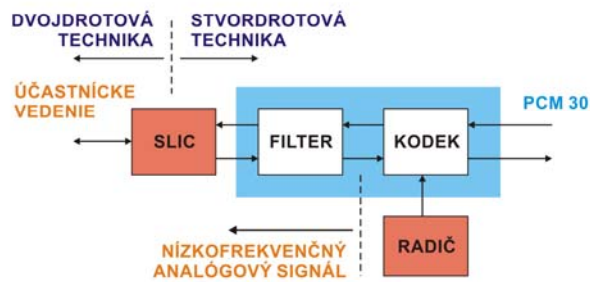 DVOJDROTOVÁ
TECHNIKA
STVORDROTOVÁ
TECHNIKA
ÚČASTNÍCKE
VEDENIE
SLIC
FILTER
KODEK
PCM 30
NÍZKOFREKVENČNÝ
ANALÓGOVÝ SIGNÁL
RADIČ